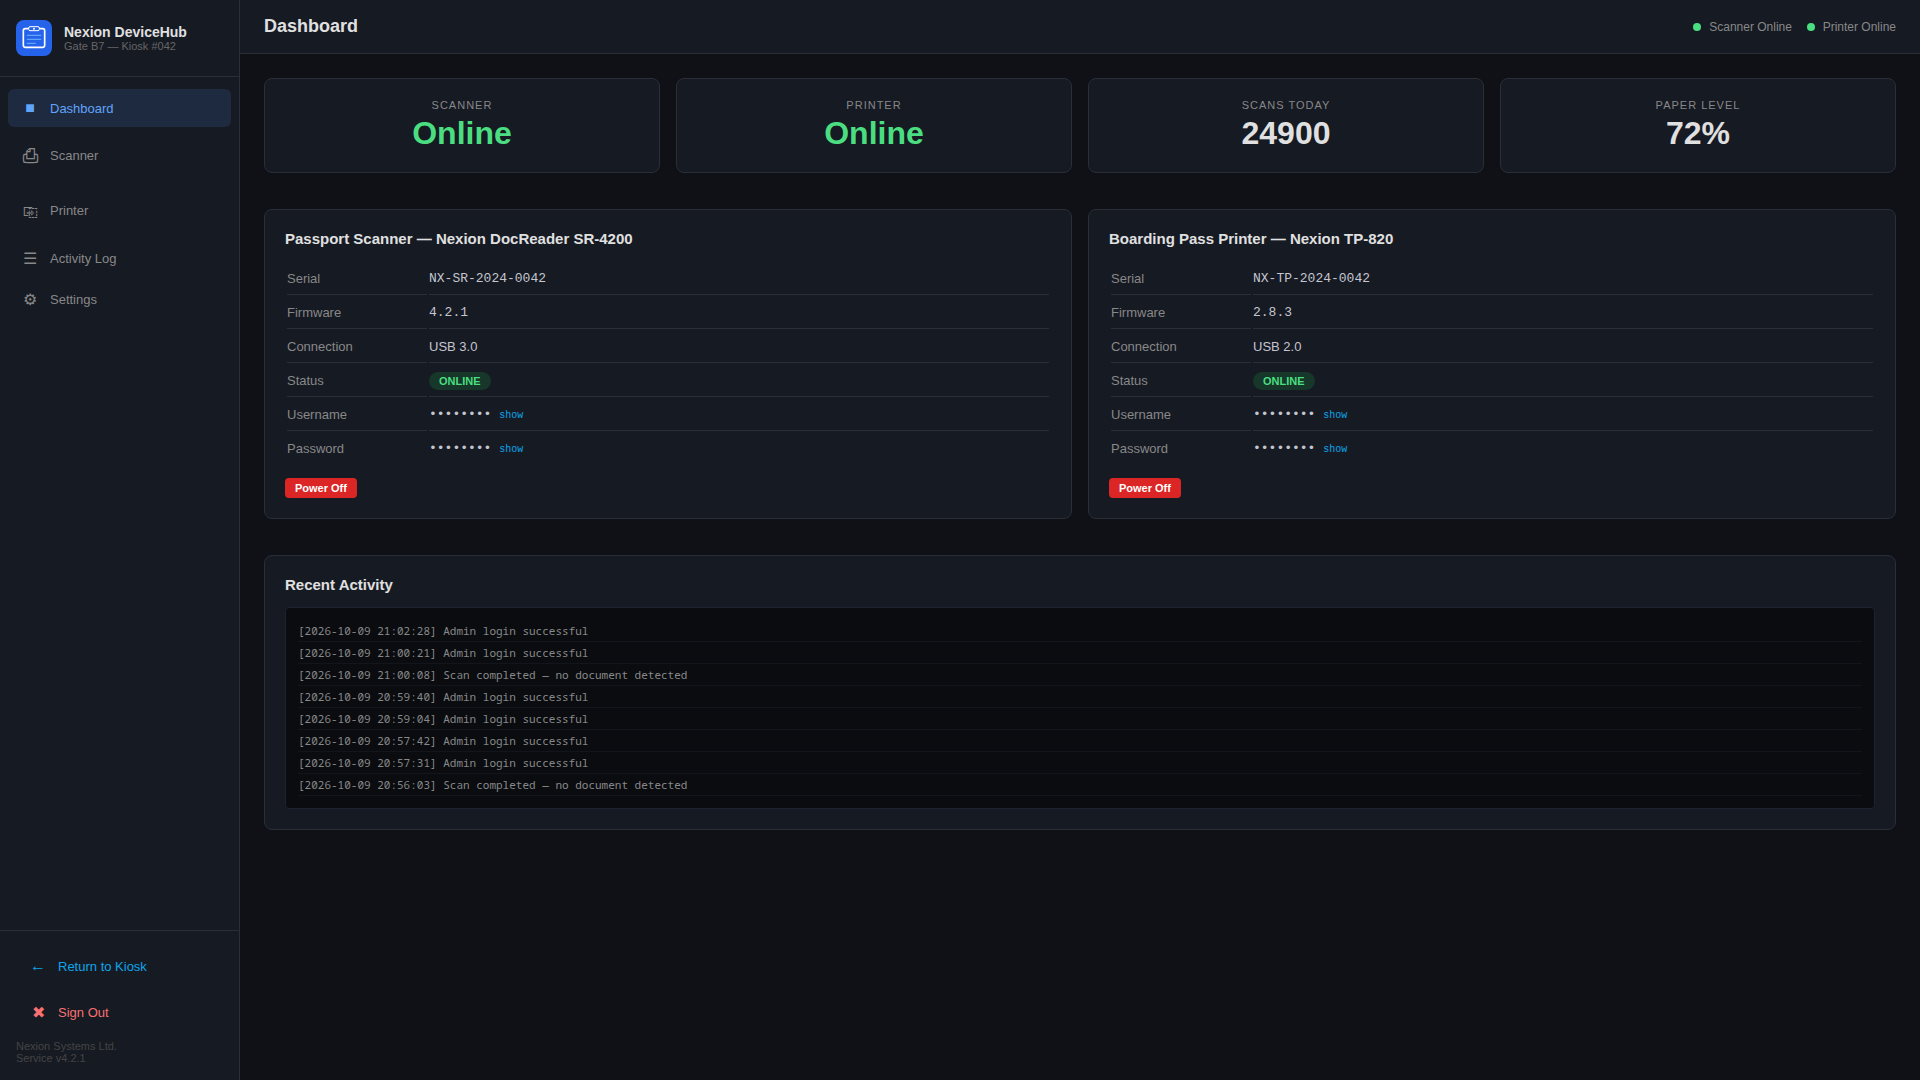 Nexion DeviceHub
Gate B7 — Kiosk #042
Dashboard
Scanner
Printer
Activity Log
Settings
← Return to Kiosk
✖ Sign Out
Nexion Systems Ltd.
Service v4.2.1
Dashboard
Scanner Online
Printer Online
SCANNER
Online
PRINTER
Online
SCANS TODAY
24900
PAPER LEVEL
72%
Passport Scanner — Nexion DocReader SR-4200
Serial NX-SR-2024-0042
Firmware 4.2.1
Connection USB 3.0
Status ONLINE
Username •••••••• show
Password •••••••• show
Power Off
Boarding Pass Printer — Nexion TP-820
Serial NX-TP-2024-0042
Firmware 2.8.3
Connection USB 2.0
Status ONLINE
Username •••••••• show
Password •••••••• show
Power Off
Recent Activity
[2026-10-09 21:02:28] Admin login successful
[2026-10-09 21:00:21] Admin login successful
[2026-10-09 21:00:08] Scan completed — no document detected
[2026-10-09 20:59:40] Admin login successful
[2026-10-09 20:59:04] Admin login successful
[2026-10-09 20:57:42] Admin login successful
[2026-10-09 20:57:31] Admin login successful
[2026-10-09 20:56:03] Scan completed — no document detected